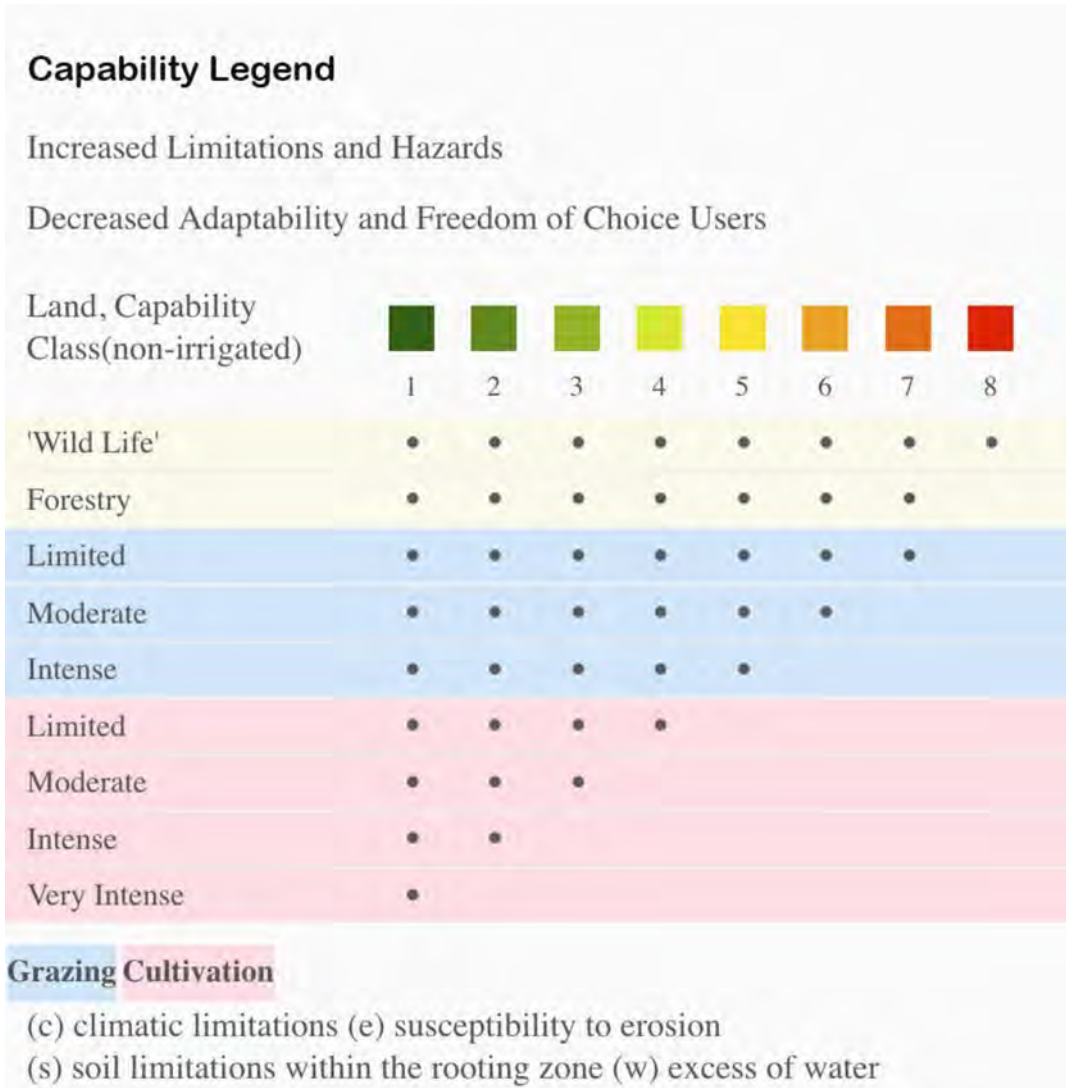 Capability Legend
Increased Limitations and Hazards
Decreased Adaptability and Freedom of Choice Users
Land, Capability
Class(non-irrigated)
1 2 3 4 5 6 7 8
'Wild Life'
Forestry
Limited
Moderate
Intense
Limited
Moderate
Intense
Very Intense
Grazing Cultivation
(c) climatic limitations (e) susceptibility to erosion
(s) soil limitations within the rooting zone (w) excess of water